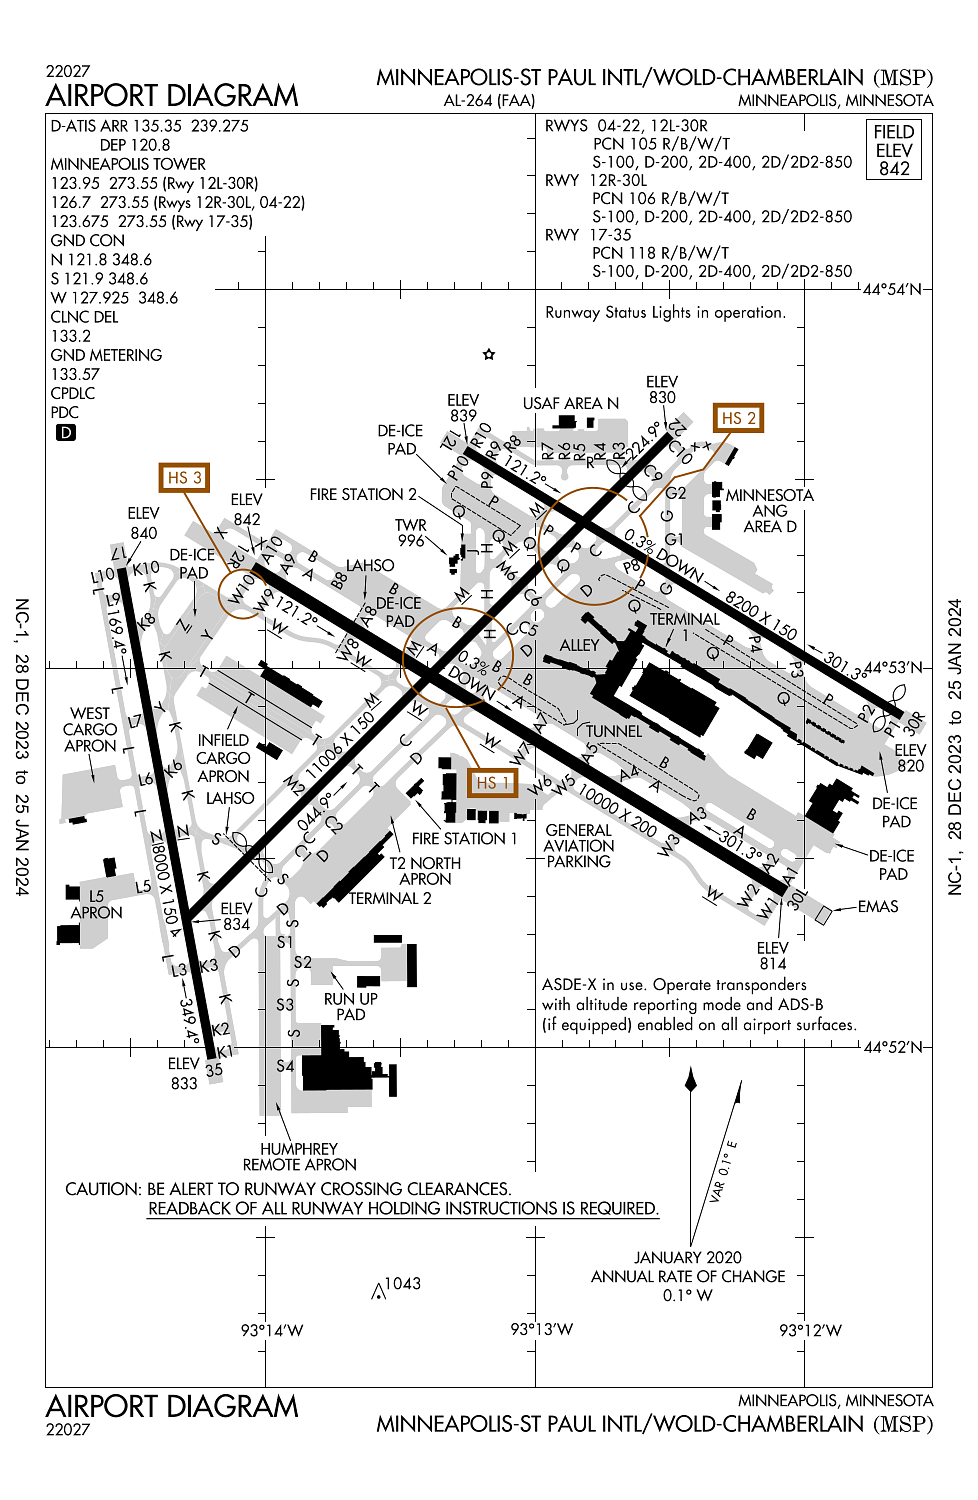 22027
AIRPORT DIAGRAM
MINNEAPOLIS-ST PAUL INTL/WOLD-CHAMBERLAIN (MSP)
AL-264 (FAA)
MINNEAPOLIS, MINNESOTA
D-ATIS ARR 135.35 239.275
DEP 120.8
MINNEAPOLIS TOWER
123.95 273.55 (Rwy 12L-30R)
126.7 273.55 (Rwys 12R-30L, 04-22)
123.675 273.55 (Rwy 17-35)
GND CON
N 121.8 348.6
S 121.9 348.6
W 127.925 348.6
CLNC DEL
133.2
GND METERING
133.57
CPDLC
PDC
D
RWYS 04-22, 12L-30R
PCN 105 R/B/W/T
S-100, D-200, 2D-400, 2D/2D2-850
RWY 12R-30L
PCN 106 R/B/W/T
S-100, D-200, 2D-400, 2D/2D2-850
RWY 17-35
PCN 118 R/B/W/T
S-100, D-200, 2D-400, 2D/2D2-850
FIELD
ELEV
842
44°54'N
Runway Status Lights in operation.
ELEV
830
ELEV
839
USAF AREA N
HS 2
DE-ICE
PAD
12L
R10
R9
R8
R7
R6
R5
R4
R3
R
22
224.9°
C10
X
X
C9
P10
P9
121.2°
HS 3
FIRE STATION 2
G2
G
G1
MINNESOTA
ANG
AREA D
ELEV
842
ELEV
840
TWR
996
DE-ICE
PAD
LAHSO
0.3% DOWN
8200 X 150
301.3°
17
L10
K10
K
L9
K8
169.4°
12R
X
X
A10
A9
B
A
B8
B
A8
W10
W9
121.2°
W
W8
W
DE-ICE
PAD
P
Q
Q
H
M
M
M6
H
C6
C
C5
H
M
P
Q
P
C
Q
D
P8
P
Q
G
TERMINAL
1
ALLEY
D
P
Q
P4
P3
P
Q
P2
P1
30R
ELEV
820
44°53'N
Z
Y
T
T
T
T
L
L7
L
Y
K
K
L6
K6
WEST
CARGO
APRON
INFIELD
CARGO
APRON
LAHSO
B
M
A
0.3%
DOWN
B
B
A
M
W
W
A7
W7
TUNNEL
A5
A4
A
B
A
A3
B
11006 X 150
M2
044.9°
C
D
T
T
HS 1
W6
W5
10000 X 200
301.3°
W3
W
W2
W1
A2
A1
30L
FIRE STATION 1
GENERAL
AVIATION
PARKING
DE-ICE
PAD
DE-ICE
PAD
EMAS
ELEV
814
T2 NORTH
APRON
TERMINAL 2
C2
C1
D
S
C
S
D
S
L
K
Z
8000 X 150
4
K
L5
L5
APRON
ELEV
834
K
D
L
L3
K3
K
349.4°
K2
K1
ELEV
833
35
S1
S2
S
S3
S
S4
RUN UP
PAD
ASDE-X in use. Operate transponders
with altitude reporting mode and ADS-B
(if equipped) enabled on all airport surfaces.
44°52'N
HUMPHREY
REMOTE APRON
VAR 0.1° E
CAUTION: BE ALERT TO RUNWAY CROSSING CLEARANCES.
READBACK OF ALL RUNWAY HOLDING INSTRUCTIONS IS REQUIRED.
JANUARY 2020
ANNUAL RATE OF CHANGE
0.1° W
1043
93°14'W
93°13'W
93°12'W
NC-1, 28 DEC 2023 to 25 JAN 2024
NC-1, 28 DEC 2023 to 25 JAN 2024
AIRPORT DIAGRAM
22027
MINNEAPOLIS, MINNESOTA
MINNEAPOLIS-ST PAUL INTL/WOLD-CHAMBERLAIN (MSP)